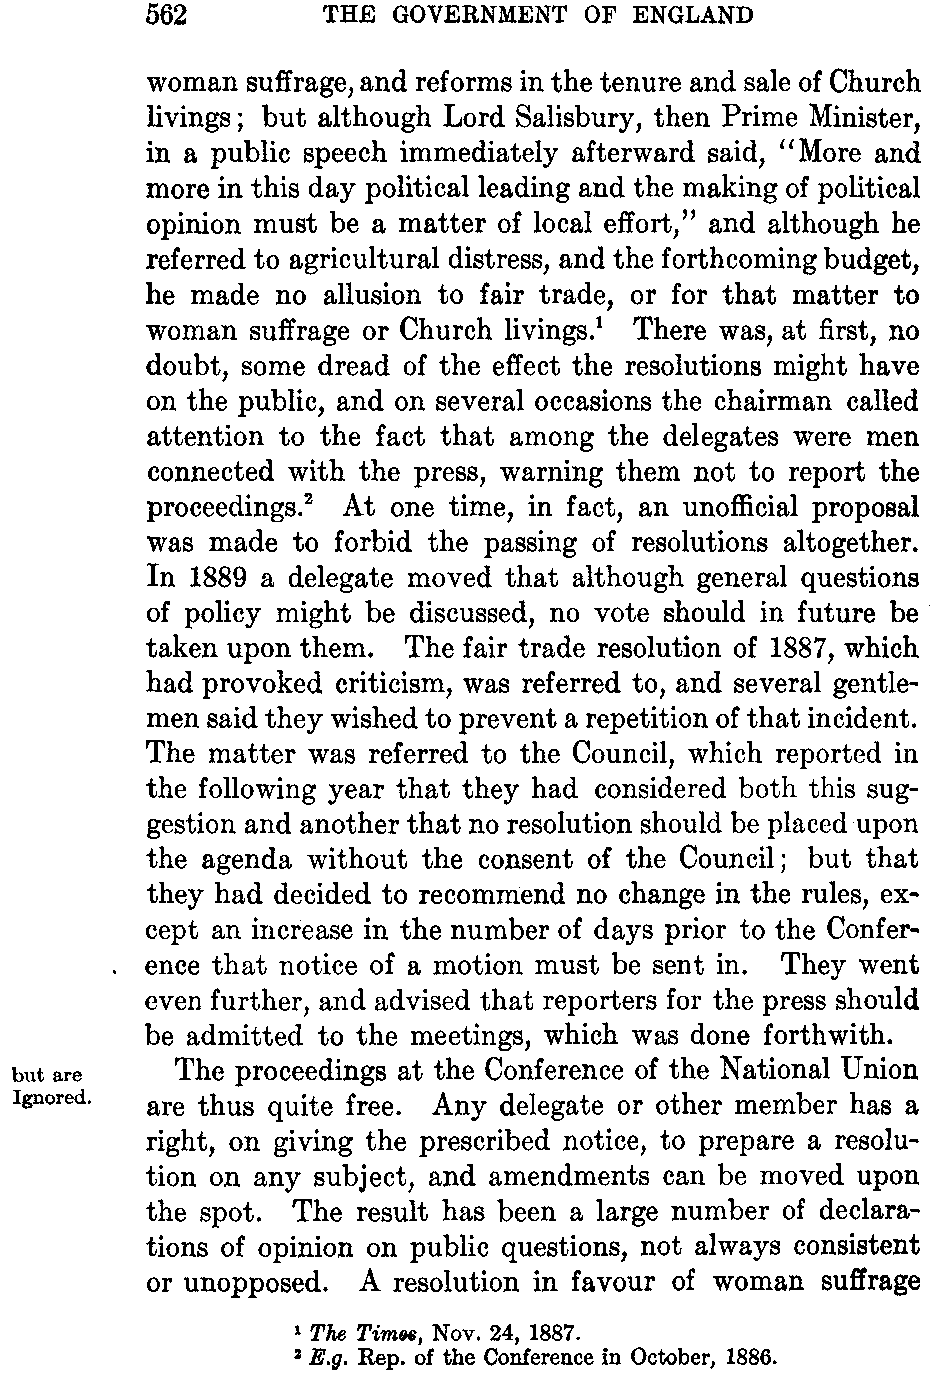 562 THE GOVERNMENT OF ENGLAND
woman suffrage, and reforms in the tenure and sale of Church
livings; but although Lord Salisbury, then Prime Minister,
in a public speech immediately afterward said, "More and
more in this day political leading and the making of political
opinion must be a matter of local effort," and although he
referred to agricultural distress, and the forthcoming budget,
he made no allusion to fair trade, or for that matter to
woman suffrage or Church livings.¹ There was, at first, no
doubt, some dread of the effect the resolutions might have
on the public, and on several occasions the chairman called
attention to the fact that among the delegates were men
connected with the press, warning them not to report the
proceedings.² At one time, in fact, an unofficial proposal
was made to forbid the passing of resolutions altogether.
In 1889 a delegate moved that although general questions
of policy might be discussed, no vote should in future be
taken upon them. The fair trade resolution of 1887, which
had provoked criticism, was referred to, and several gentle-
men said they wished to prevent a repetition of that incident.
The matter was referred to the Council, which reported in
the following year that they had considered both this sug-
gestion and another that no resolution should be placed upon
the agenda without the consent of the Council; but that
they had decided to recommend no change in the rules, ex-
cept an increase in the number of days prior to the Confer-
ence that notice of a motion must be sent in. They went
even further, and advised that reporters for the press should
be admitted to the meetings, which was done forthwith.
but are
Ignored.
The proceedings at the Conference of the National Union
are thus quite free. Any delegate or other member has a
right, on giving the prescribed notice, to prepare a resolu-
tion on any subject, and amendments can be moved upon
the spot. The result has been a large number of declara-
tions of opinion on public questions, not always consistent
or unopposed. A resolution in favour of woman suffrage
¹ The Times, Nov. 24, 1887.
² E.g. Rep. of the Conference in October, 1886.